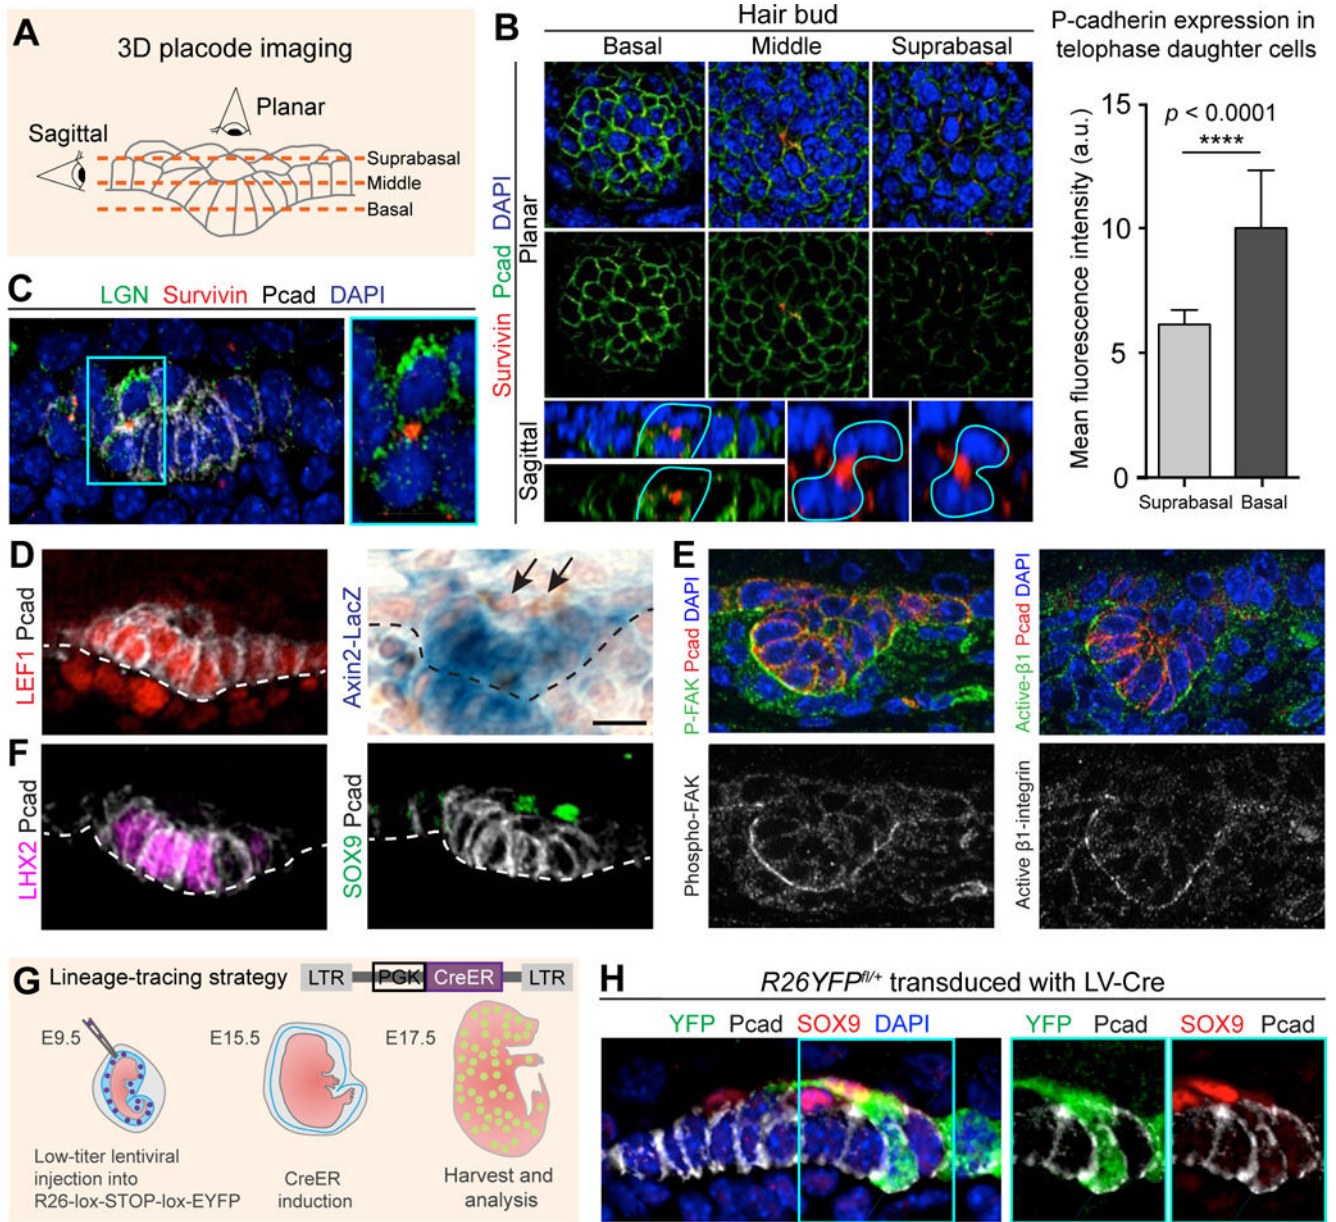 A
3D placode imaging
Planar
Sagittal
Suprabasal
Middle
Basal
B
Hair bud
Basal Middle Suprabasal
Survivin Pcad DAPI
Planar
Sagittal
P-cadherin expression in
telophase daughter cells
Mean fluorescence intensity (a.u.)
15
10
5
0
p < 0.0001
****
Suprabasal Basal
C
LGN Survivin Pcad DAPI
D
LEF1 Pcad
Axin2-LacZ
E
P-FAK Pcad DAPI
Active-β1 Pcad DAPI
Phospho-FAK
Active β1-integrin
F
LHX2 Pcad
SOX9 Pcad
G
Lineage-tracing strategy
LTR PGK CreER LTR
E9.5 E15.5 E17.5
Low-titer lentiviral
injection into
R26-lox-STOP-lox-EYFP
CreER
induction
Harvest and
analysis
H
R26YFPfl/+ transduced with LV-Cre
YFP Pcad SOX9 DAPI
YFP Pcad
SOX9 Pcad